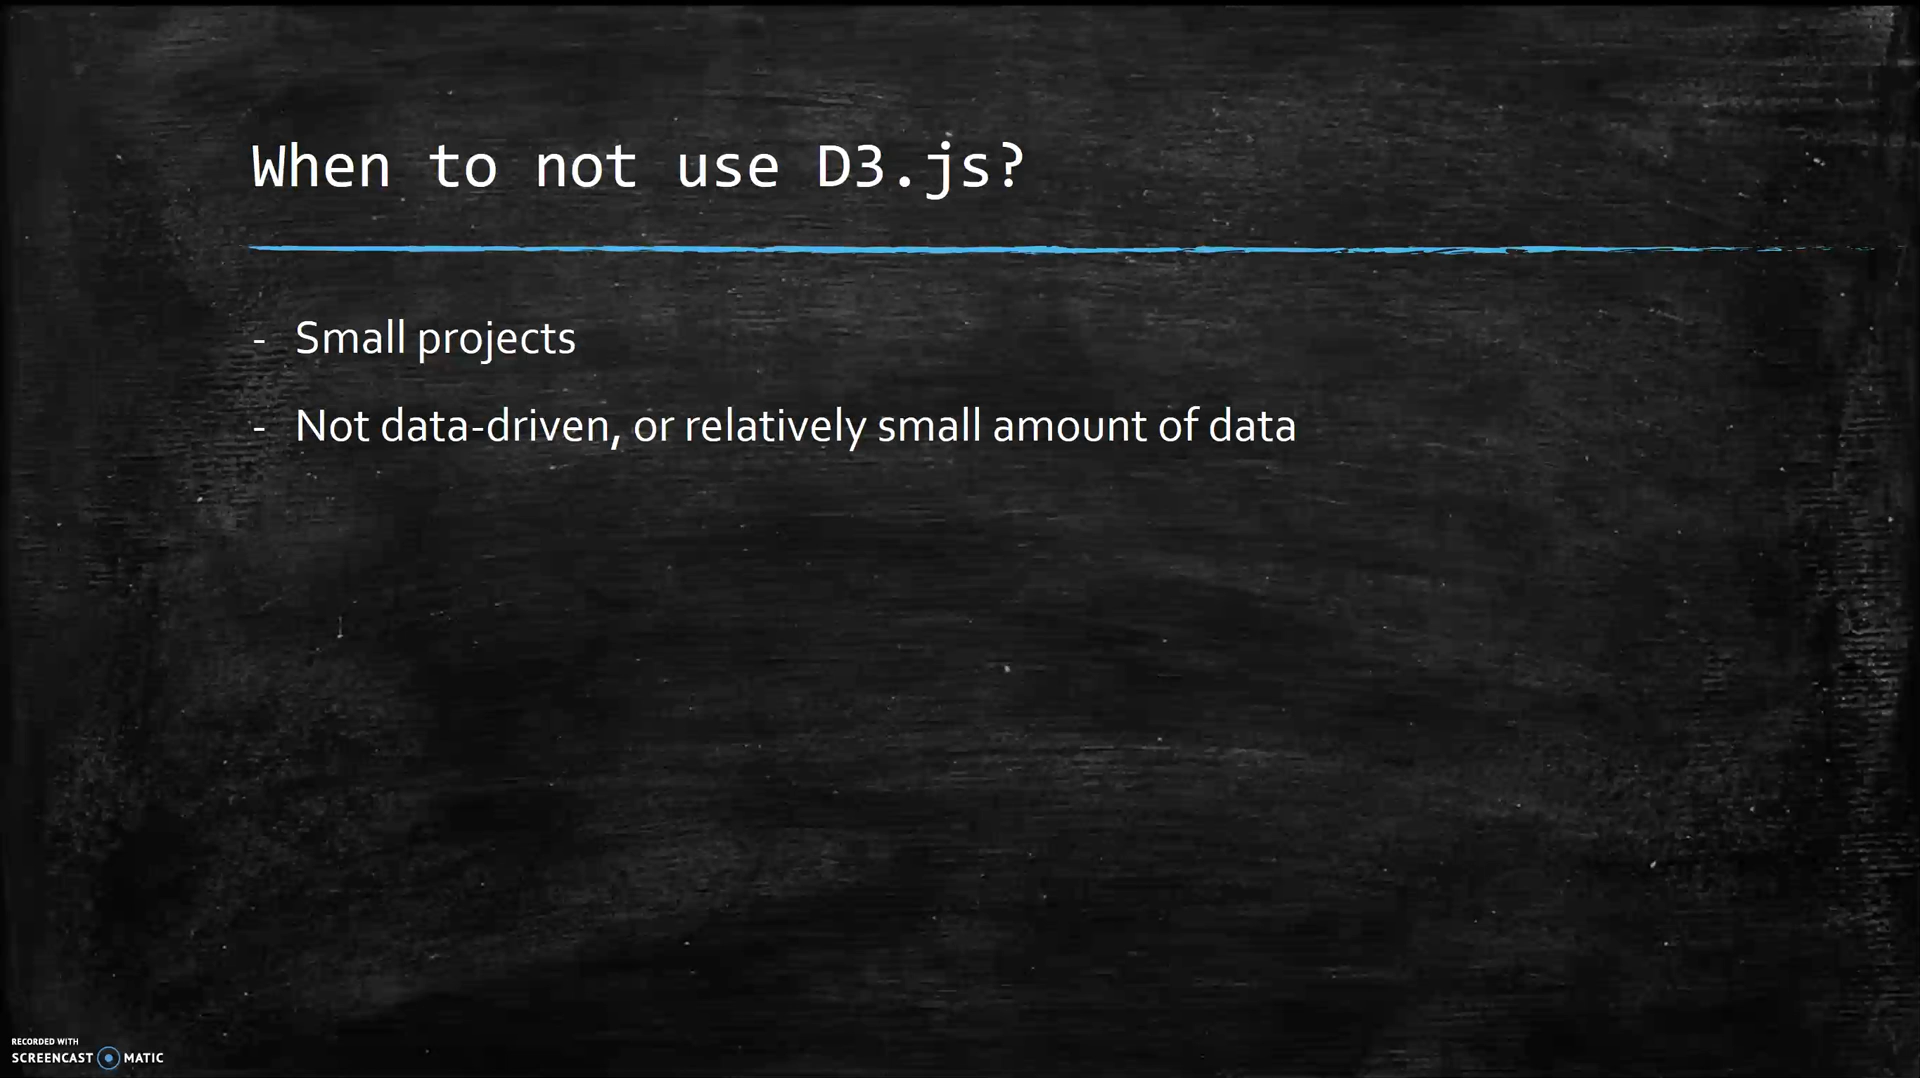 When to not use D3.js?
- Small projects
- Not data-driven, or relatively small amount of data
RECORDED WITH
SCREENCAST MATIC